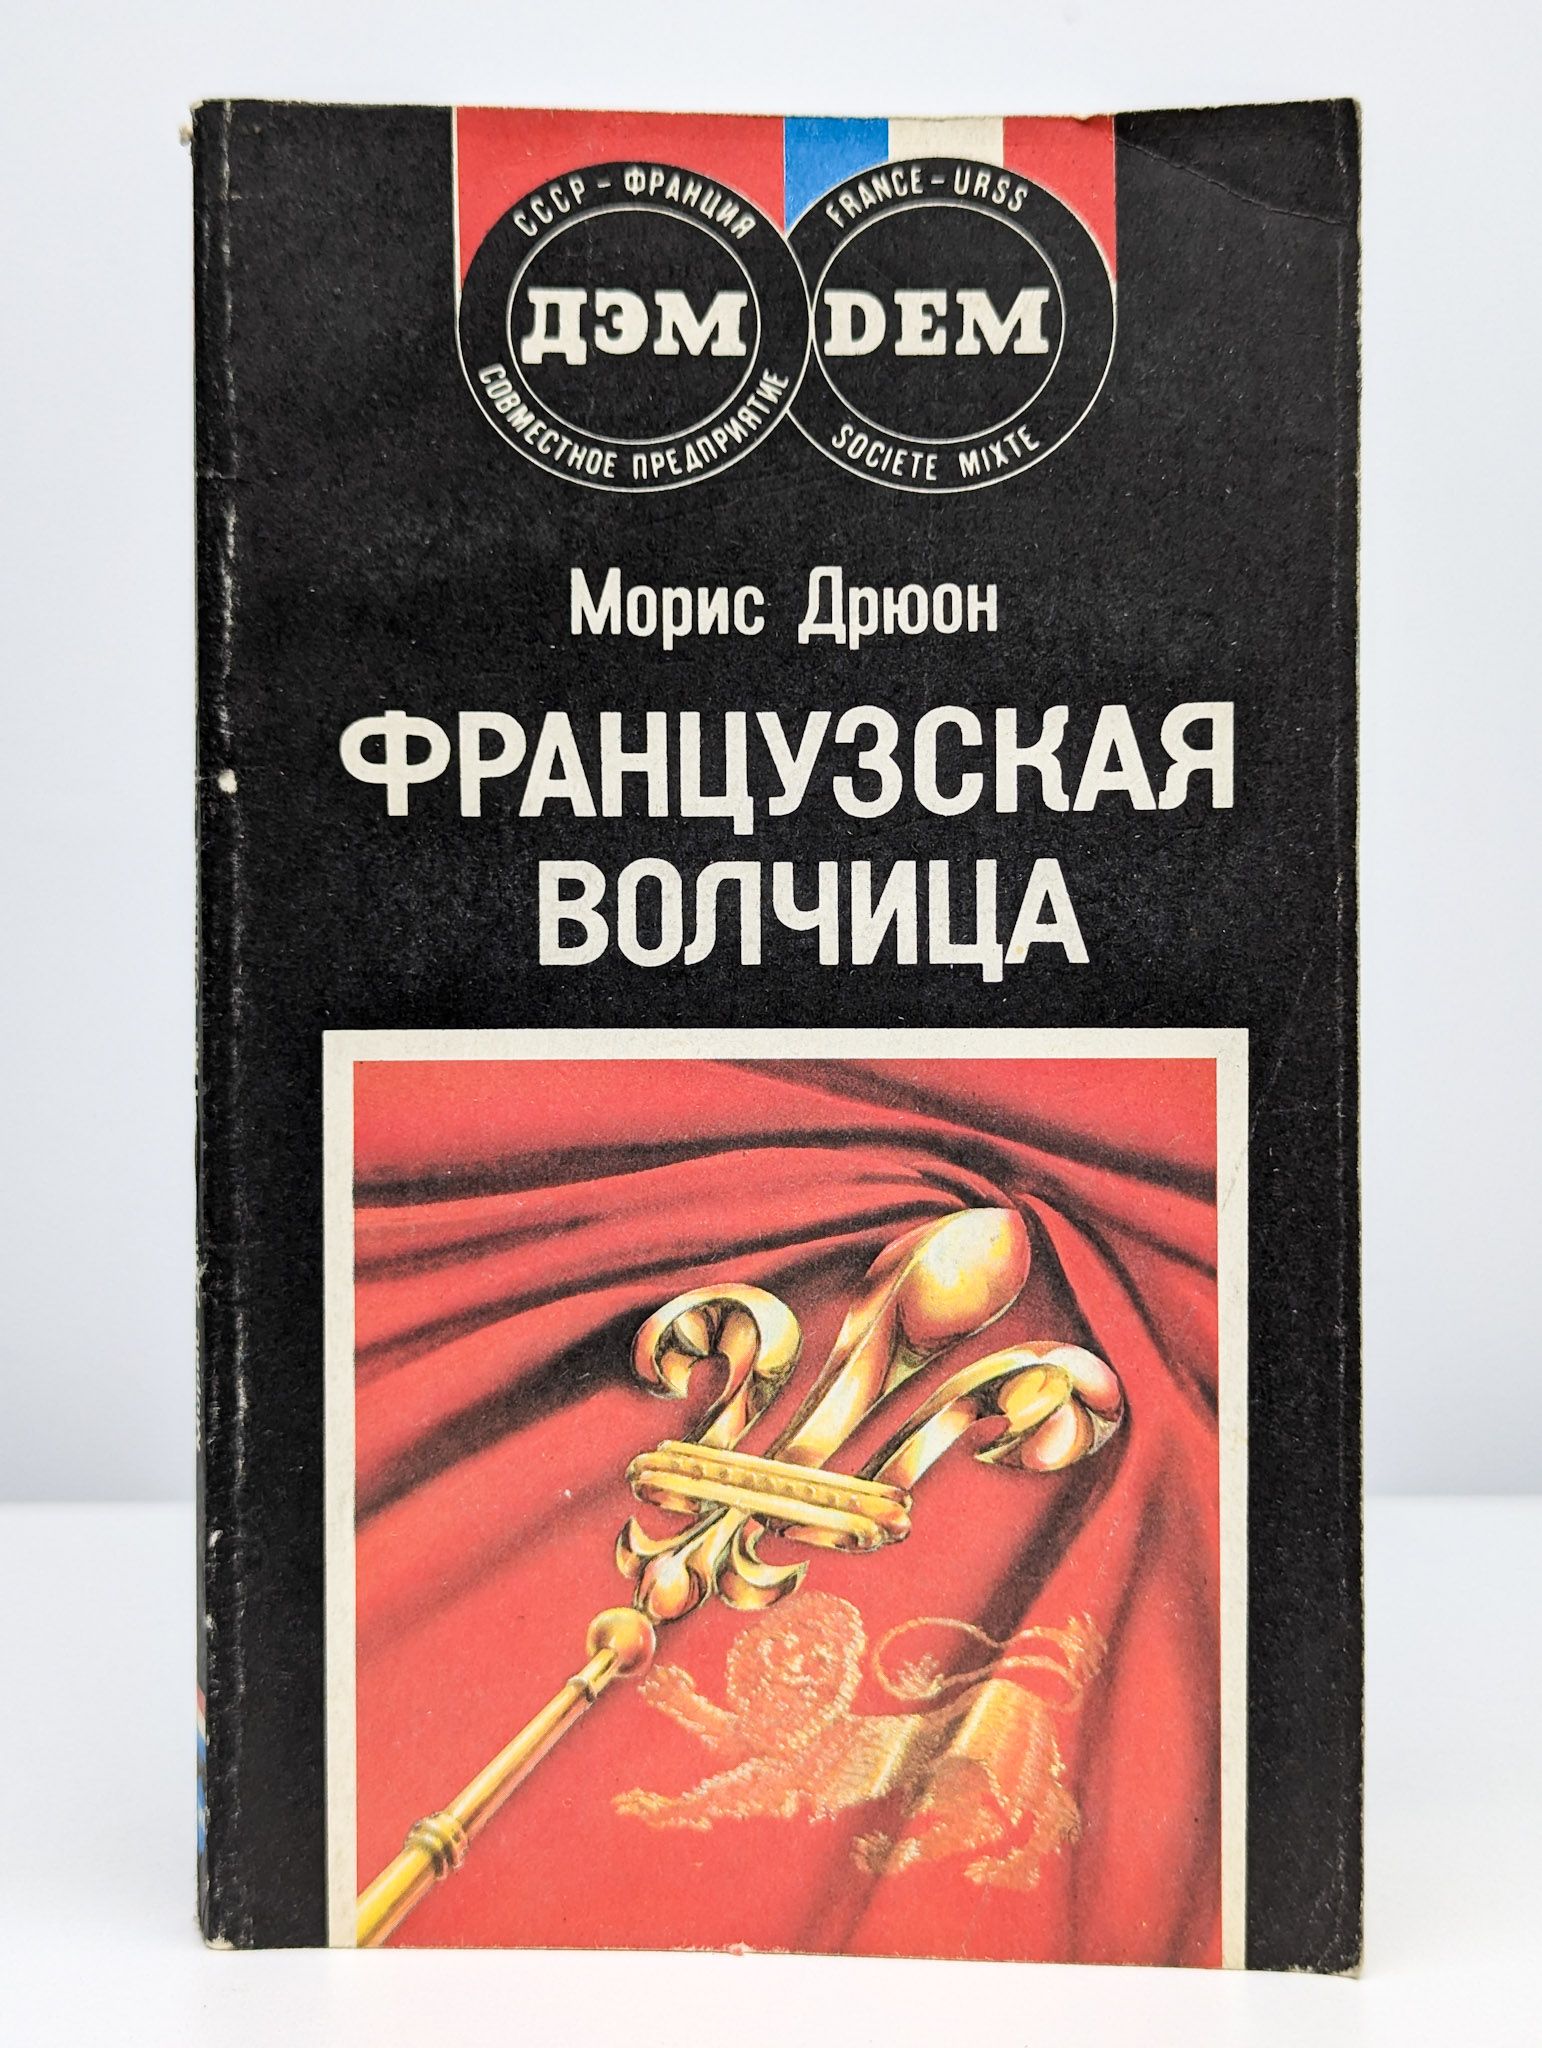 СССР - ФРАНЦИЯ
ДЭМ
СОВМЕСТНОЕ ПРЕДПРИЯТИЕ
FRANCE - URSS
DEM
SOCIETE MIXTE
Морис Дрюон
ФРАНЦУЗСКАЯ
ВОЛЧИЦА